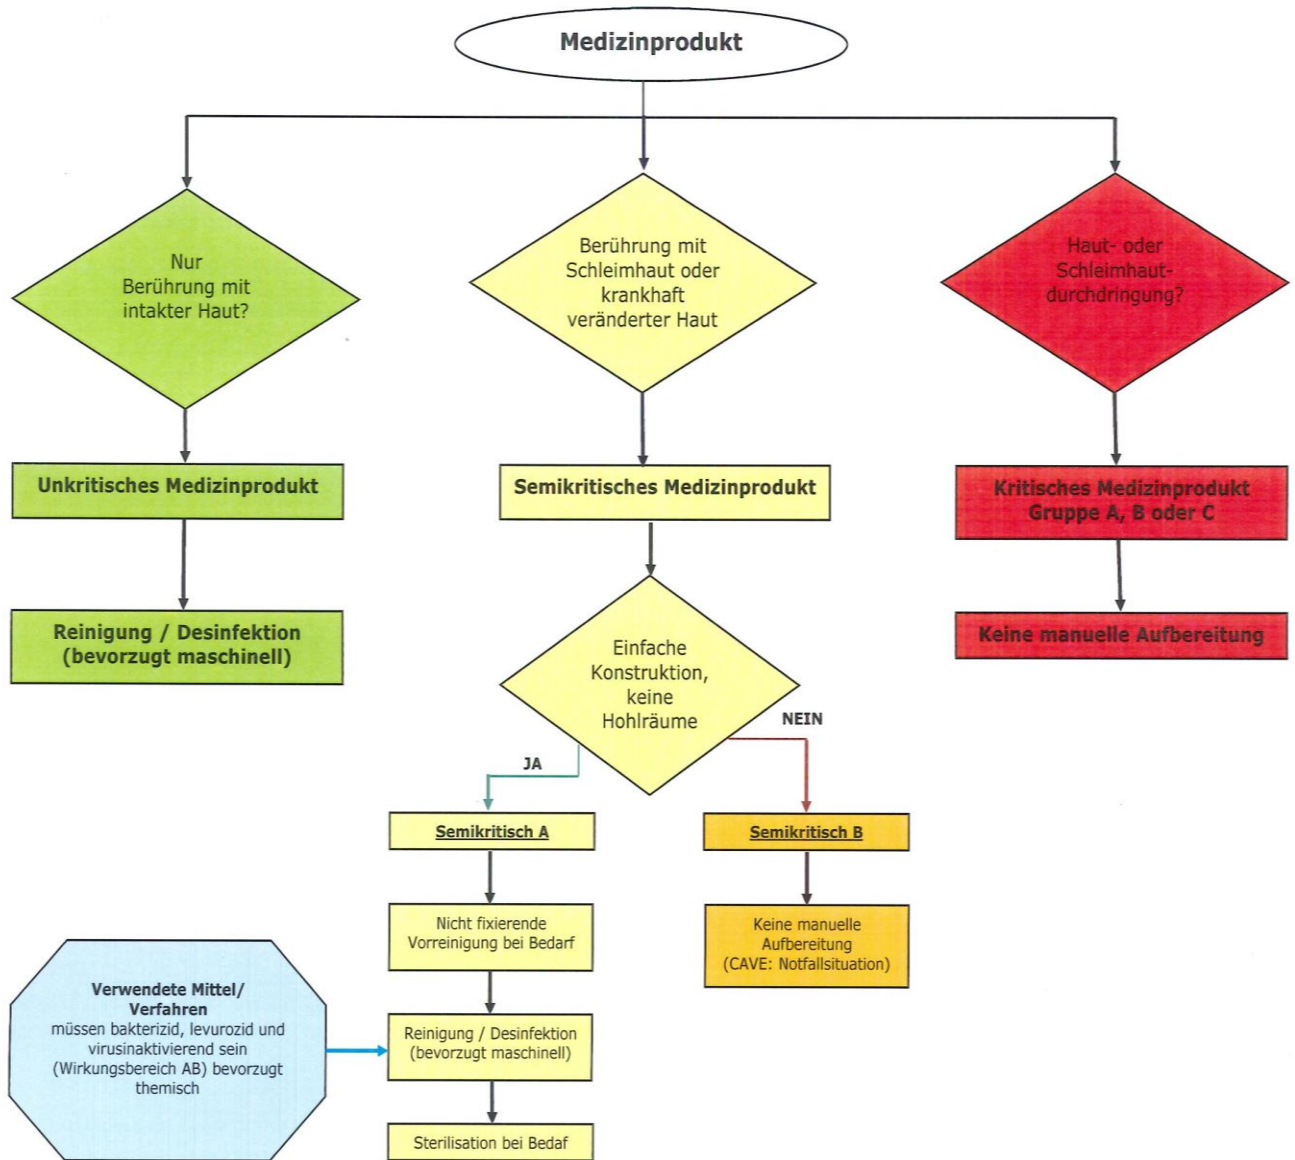 Medizinprodukt
Nur
Berührung mit
intakter Haut?
Berührung mit
Schleimhaut oder
krankhaft
veränderter Haut
Haut- oder
Schleimhaut-
durchdringung?
Unkritisches Medizinprodukt
Semikritisches Medizinprodukt
Kritisches Medizinprodukt
Gruppe A, B oder C
Reinigung / Desinfektion
(bevorzugt maschinell)
Keine manuelle Aufbereitung
Einfache
Konstruktion,
keine
Hohlräume
JA
NEIN
Semikritisch A
Semikritisch B
Nicht fixierende
Vorreinigung bei Bedarf
Keine manuelle
Aufbereitung
(CAVE: Notfallsituation)
Verwendete Mittel/
Verfahren
müssen bakterizid, levurozid und
virusinaktivierend sein
(Wirkungsbereich AB) bevorzugt
themisch
Reinigung / Desinfektion
(bevorzugt maschinell)
Sterilisation bei Bedaf